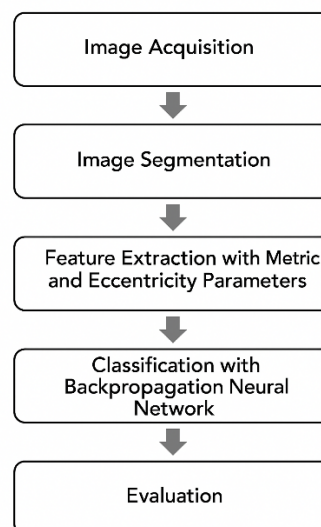 Image Acquisition
Image Segmentation
Feature Extraction with Metric
and Eccentricity Parameters
Classification with
Backpropagation Neural
Network
Evaluation